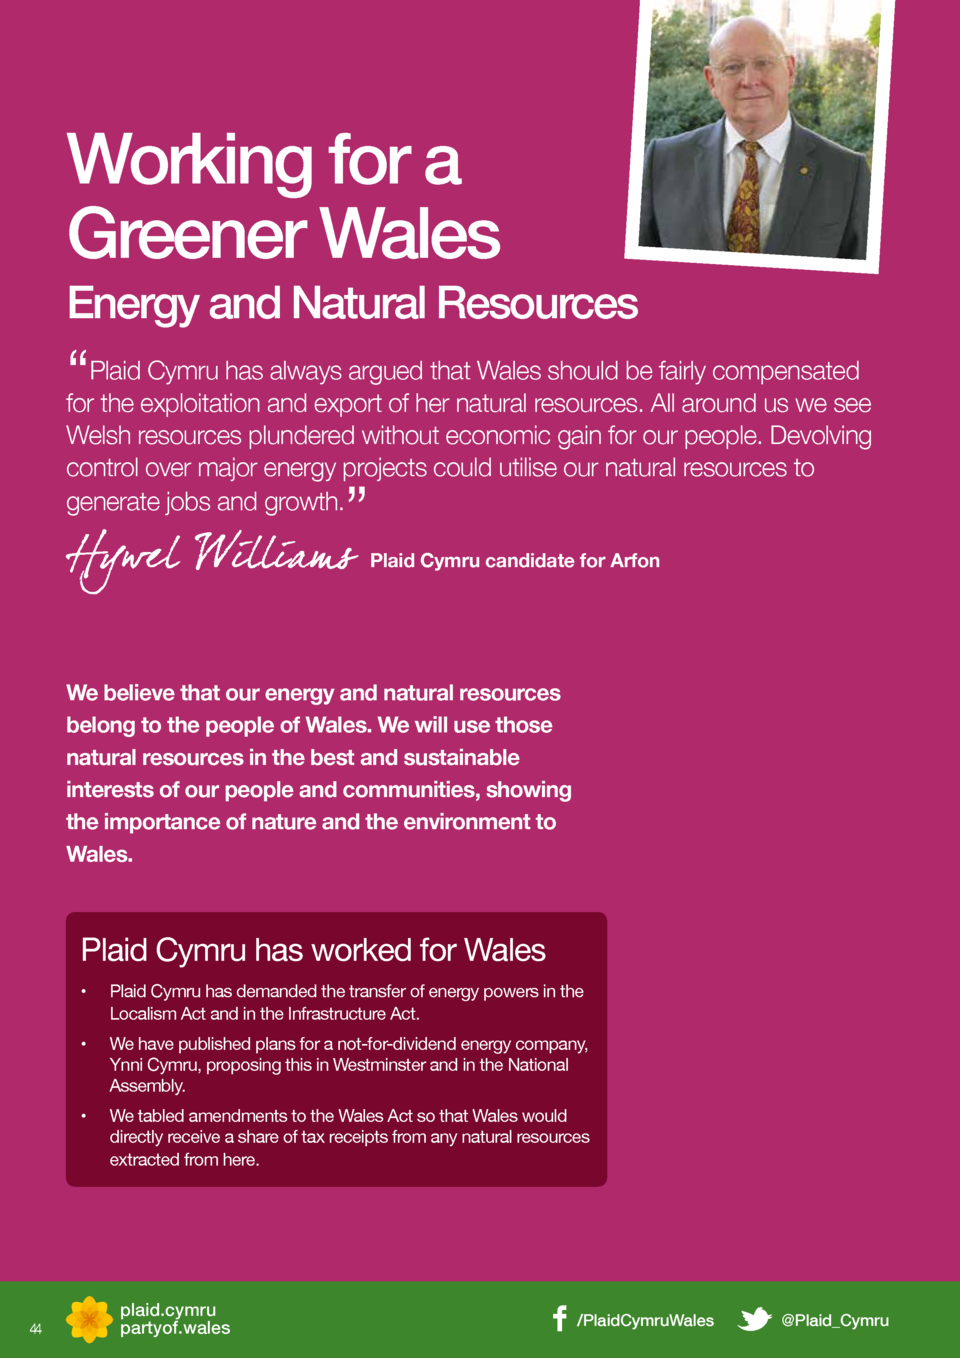 Working for a
Greener Wales
Energy and Natural Resources
“Plaid Cymru has always argued that Wales should be fairly compensated
for the exploitation and export of her natural resources. All around us we see
Welsh resources plundered without economic gain for our people. Devolving
control over major energy projects could utilise our natural resources to
generate jobs and growth.”
Hywel Williams Plaid Cymru candidate for Arfon
We believe that our energy and natural resources
belong to the people of Wales. We will use those
natural resources in the best and sustainable
interests of our people and communities, showing
the importance of nature and the environment to
Wales.
Plaid Cymru has worked for Wales
• Plaid Cymru has demanded the transfer of energy powers in the
Localism Act and in the Infrastructure Act.
• We have published plans for a not-for-dividend energy company,
Ynni Cymru, proposing this in Westminster and in the National
Assembly.
• We tabled amendments to the Wales Act so that Wales would
directly receive a share of tax receipts from any natural resources
extracted from here.
44
plaid.cymru
partyof.wales
/PlaidCymruWales
@Plaid_Cymru